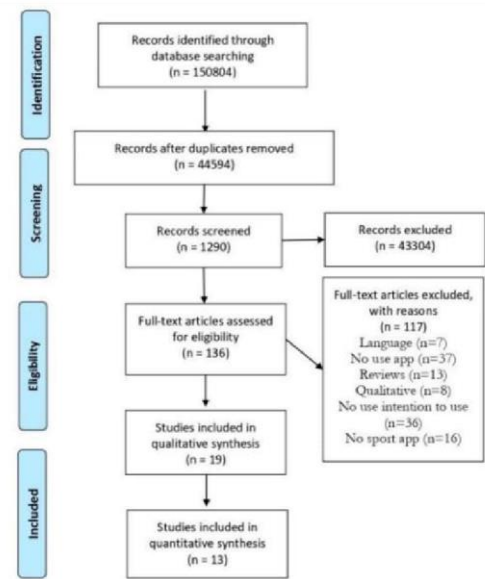 Identification
Records identified through
database searching
(n = 150804)
Records after duplicates removed
(n = 44594)
Screening
Records screened
(n = 1290)
Records excluded
(n = 43304)
Eligibility
Full-text articles assessed
for eligibility
(n = 136)
Full-text articles excluded,
with reasons
(n = 117)
Language (n=7)
No use app (n=37)
Reviews (n=13)
Qualitative (n=8)
No use intention to use
(n=36)
No sport app (n=16)
Studies included in
qualitative synthesis
(n = 19)
Included
Studies included in
quantitative synthesis
(n = 13)